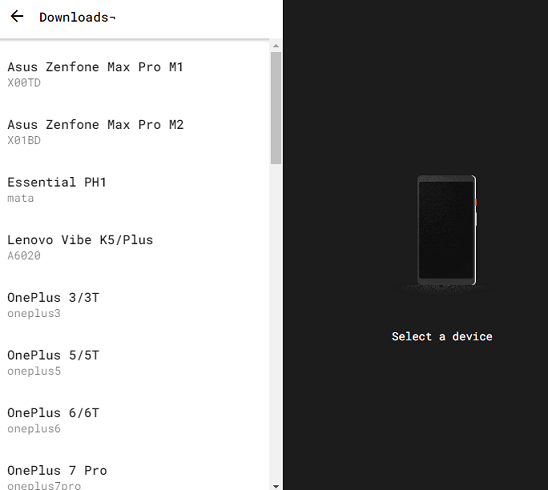 Downloads¬
Asus Zenfone Max Pro M1
X00TD
Asus Zenfone Max Pro M2
X01BD
Essential PH1
mata
Lenovo Vibe K5/Plus
A6020
OnePlus 3/3T
oneplus3
OnePlus 5/5T
oneplus5
OnePlus 6/6T
oneplus6
OnePlus 7 Pro
oneplus7pro
Select a device